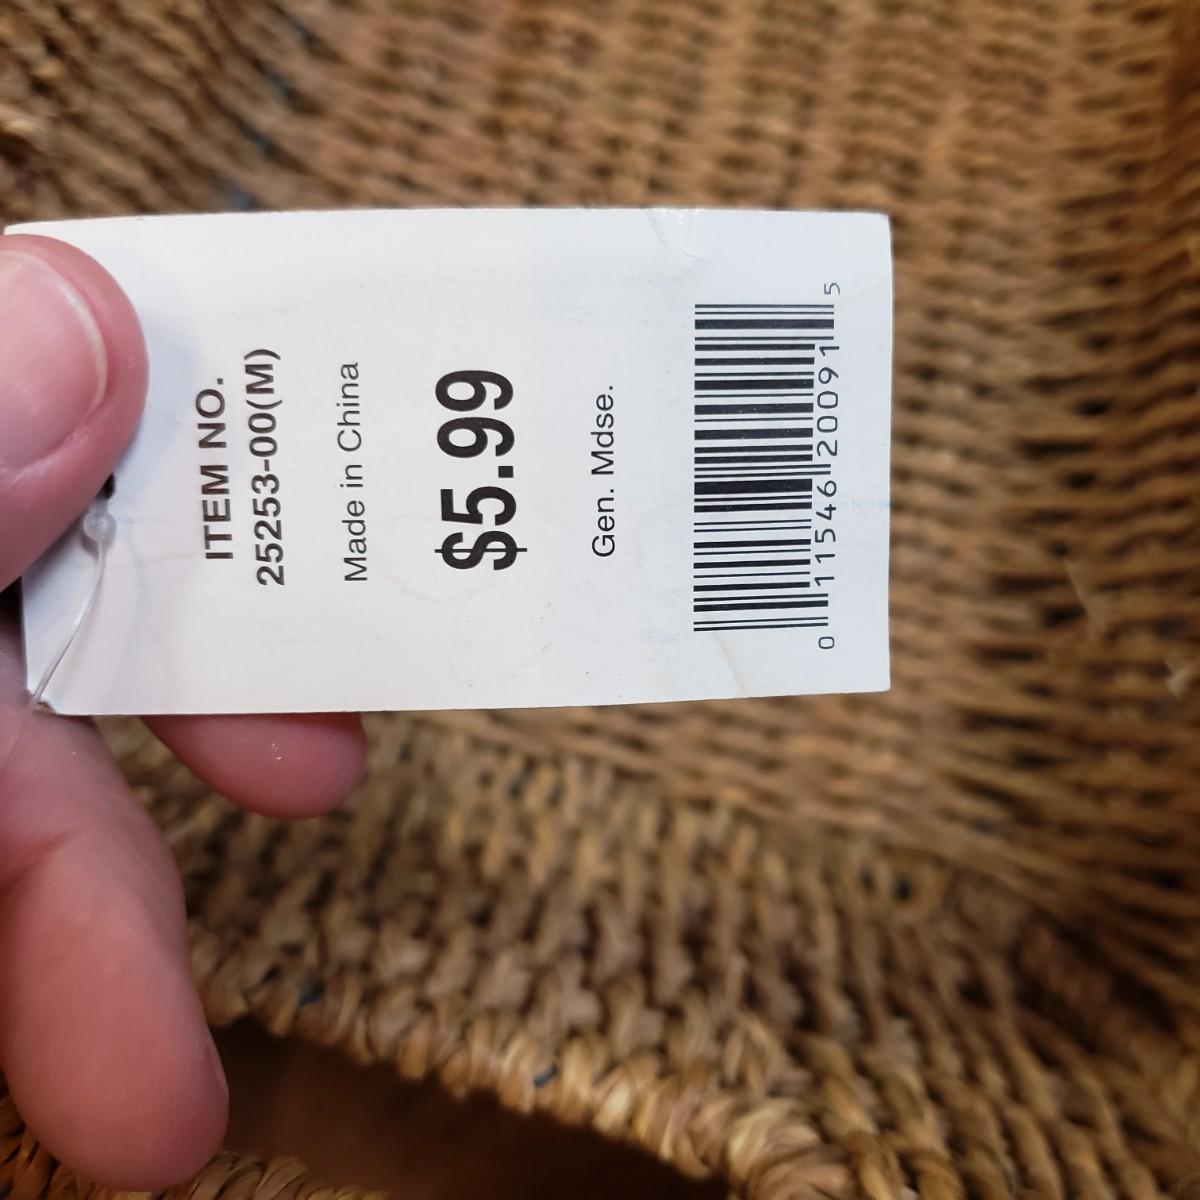 ITEM NO.
25253-00(M)
Made in China
$5.99
Gen. Mdse.
0 11546 20091 5